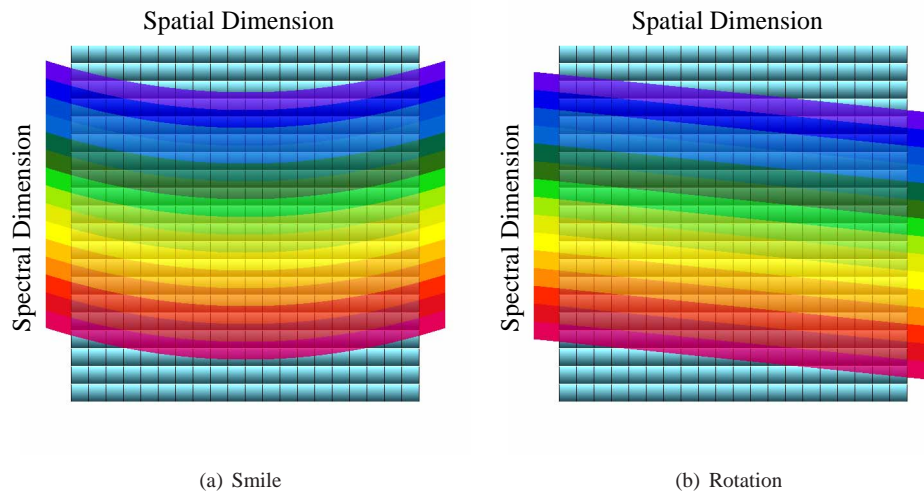 Spatial Dimension
Spectral Dimension
(a) Smile
Spatial Dimension
Spectral Dimension
(b) Rotation